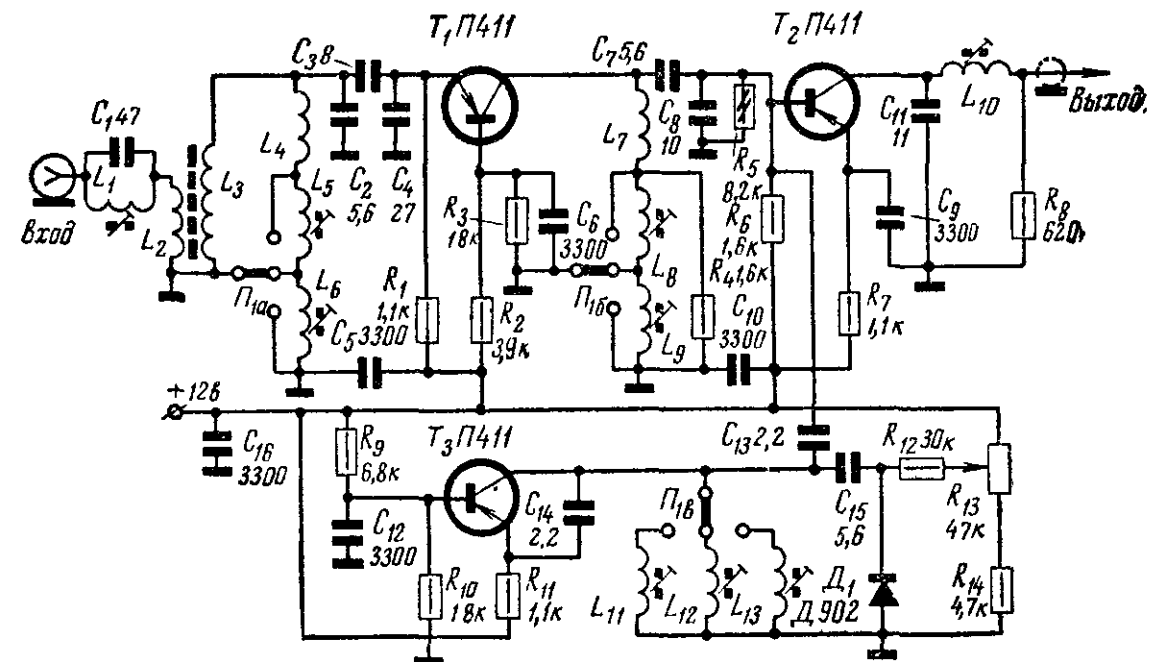 T₁ П411
T₂ П411
C₃ 8
C₇ 5,6
C₁ 47
L₁
L₂
L₃
Вход
L₄
L₅
L₆
C₂
5,6
C₄
27
П₁ₐ
R₁
1,1к
C₅ 3300
R₃
18к
C₆
3300
R₂
3,9к
П₁б
L₇
L₈
L₉
C₈
10
R₅
8,2к
R₆
1,6к
R₄ 1,6к
C₁₀
3300
C₁₁
11
L₁₀
Выход
C₉
3300
R₈
620
R₇
1,1к
+12в
C₁₆
3300
R₉
6,8к
T₃ П411
C₁₂
3300
R₁₀
18к
R₁₁
1,1к
C₁₄
2,2
П₁в
C₁₃ 2,2
C₁₅
5,6
R₁₂ 30к
R₁₃
47к
R₁₄
4,7к
L₁₁
L₁₂
L₁₃
Д₁
Д902